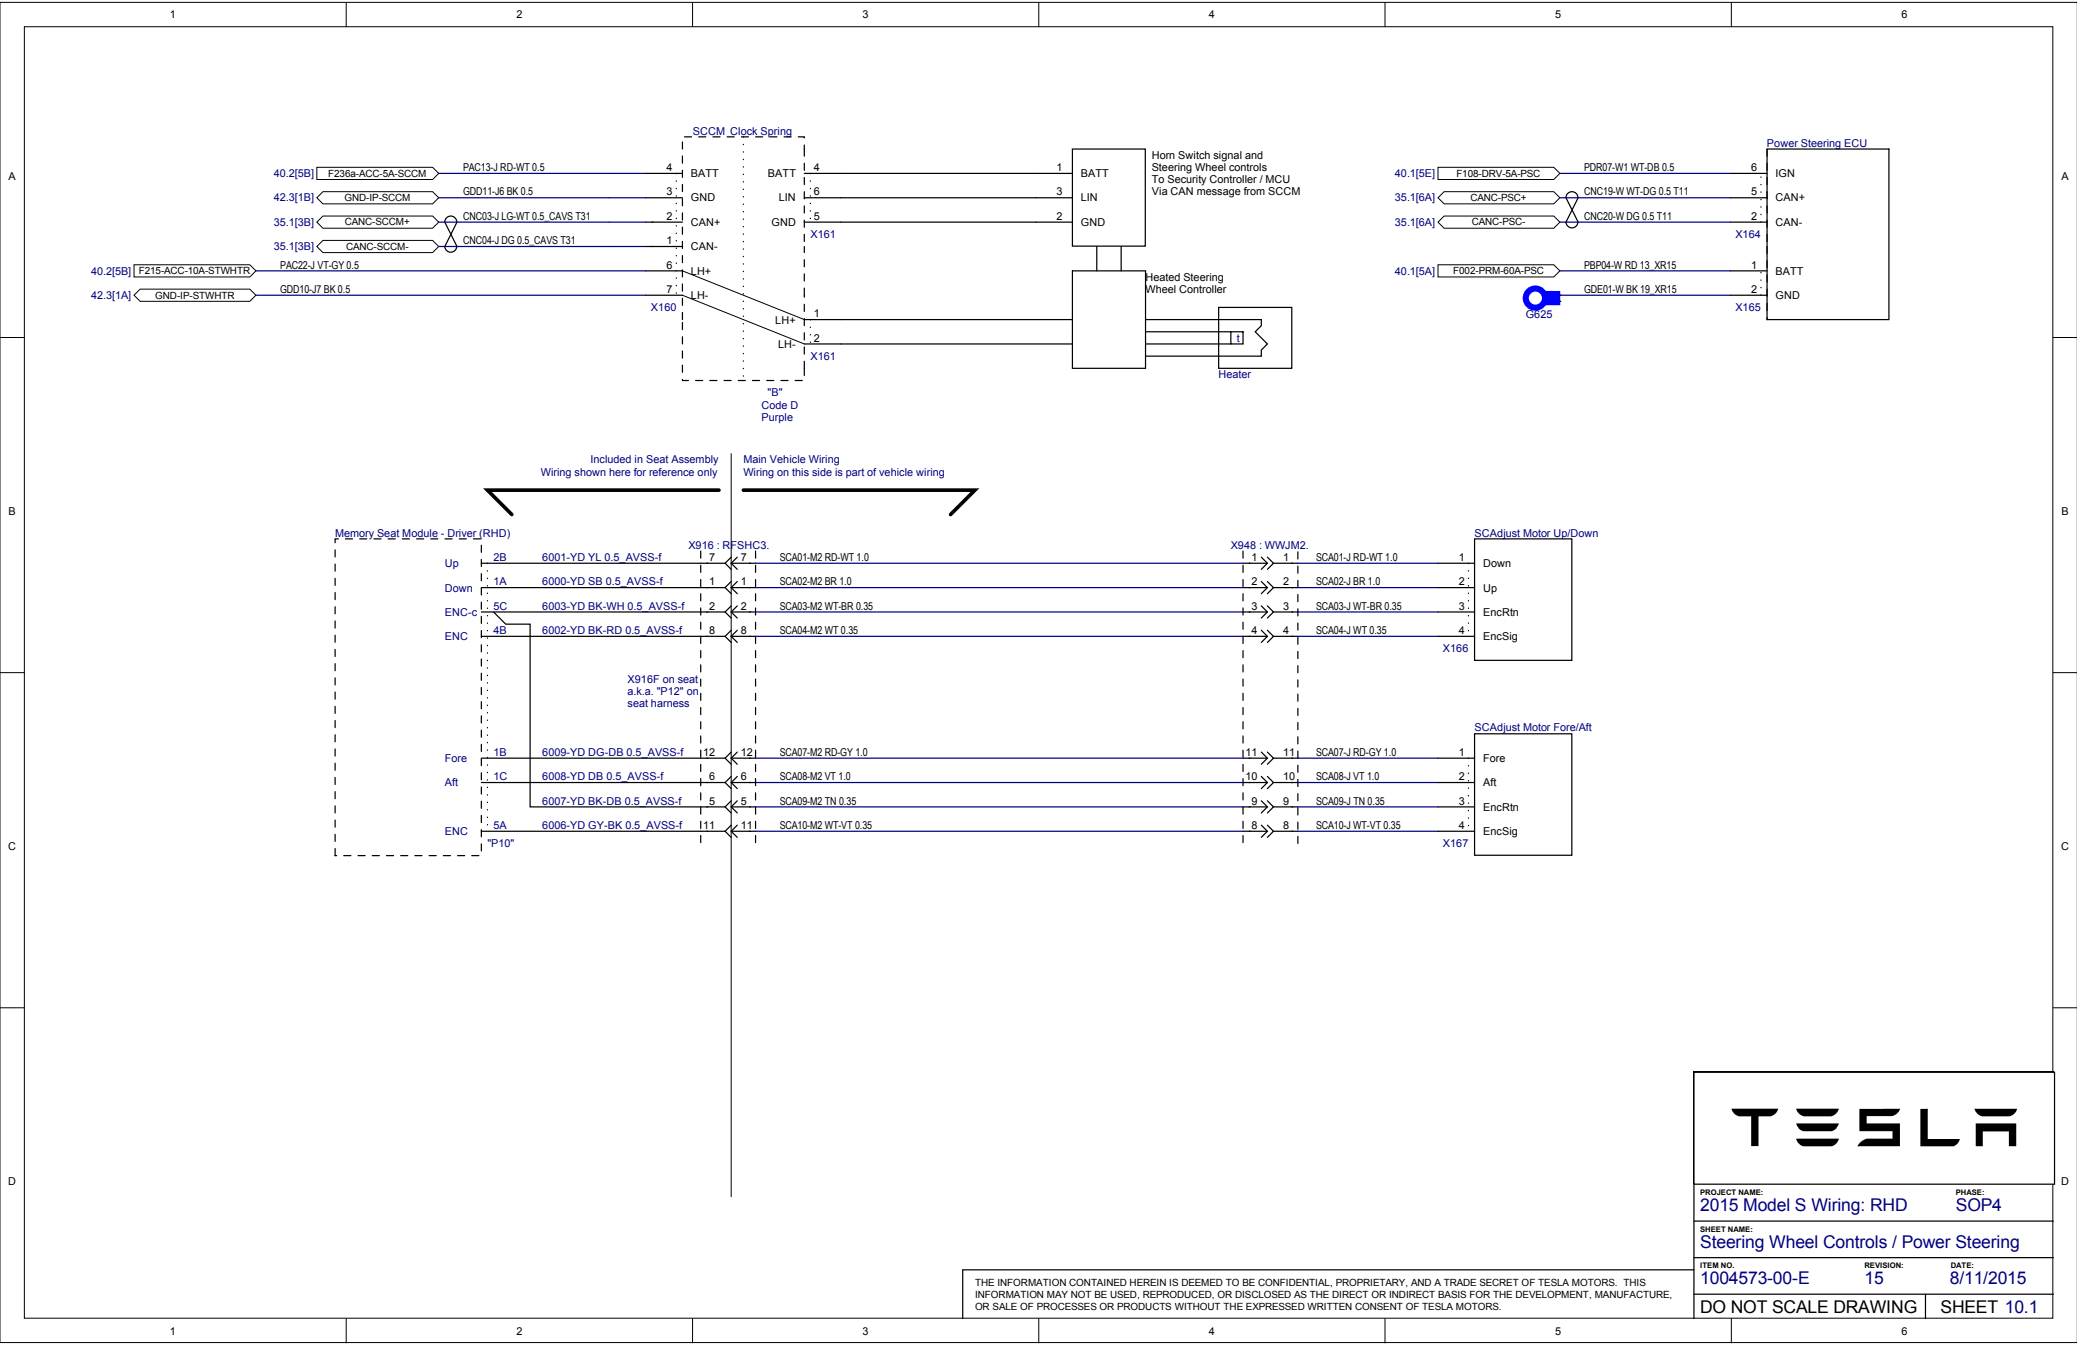 1 2 3 4 5 6
A A
B B
C C
D D
SCCM Clock Spring
40.2[5B] F236a-ACC-5A-SCCM PAC13-J RD-WT 0.5 4 BATT
42.3[1B] GND-IP-SCCM GDD11-J6 BK 0.5 3 GND
35.1[3B] CANC-SCCM+ CNC03-J LG-WT 0.5_CAVS T31 2 CAN+
35.1[3B] CANC-SCCM- CNC04-J DG 0.5_CAVS T31 1 CAN-
40.2[5B] F215-ACC-10A-STWHTR PAC22-J VT-GY 0.5 6 LH+
42.3[1A] GND-IP-STWHTR GDD10-J7 BK 0.5 7 LH-
X160
BATT 4 1 BATT
LIN 6 3 LIN
GND 5 2 GND
X161
LH+ 1
LH- 2
X161
"B"
Code D
Purple
Horn Switch signal and
Steering Wheel controls
To Security Controller / MCU
Via CAN message from SCCM
Heated Steering
Wheel Controller
t
Heater
Power Steering ECU
40.1[5E] F108-DRV-5A-PSC PDR07-W1 WT-DB 0.5 6 IGN
35.1[6A] CANC-PSC+ CNC19-W WT-DG 0.5 T11 5 CAN+
35.1[6A] CANC-PSC- CNC20-W DG 0.5 T11 2 CAN-
X164
40.1[5A] F002-PRM-60A-PSC PBP04-W RD 13_XR15 1 BATT
GDE01-W BK 19_XR15 2 GND
G625
X165
Included in Seat Assembly
Wiring shown here for reference only
Main Vehicle Wiring
Wiring on this side is part of vehicle wiring
Memory Seat Module - Driver (RHD)
X916 : RFSHC3.
X948 : WWJM2.
SCAdjust Motor Up/Down
Up 2B 6001-YD YL 0.5_AVSS-f 7 7 SCA01-M2 RD-WT 1.0 1 1 SCA01-J RD-WT 1.0 1 Down
Down 1A 6000-YD SB 0.5_AVSS-f 1 1 SCA02-M2 BR 1.0 2 2 SCA02-J BR 1.0 2 Up
ENC-c 5C 6003-YD BK-WH 0.5_AVSS-f 2 2 SCA03-M2 WT-BR 0.35 3 3 SCA03-J WT-BR 0.35 3 EncRtn
ENC 4B 6002-YD BK-RD 0.5_AVSS-f 8 8 SCA04-M2 WT 0.35 4 4 SCA04-J WT 0.35 4 EncSig
X166
X916F on seat
a.k.a. "P12" on
seat harness
SCAdjust Motor Fore/Aft
Fore 1B 6009-YD DG-DB 0.5_AVSS-f 12 12 SCA07-M2 RD-GY 1.0 11 11 SCA07-J RD-GY 1.0 1 Fore
Aft 1C 6008-YD DB 0.5_AVSS-f 6 6 SCA08-M2 VT 1.0 10 10 SCA08-J VT 1.0 2 Aft
6007-YD BK-DB 0.5_AVSS-f 5 5 SCA09-M2 TN 0.35 9 9 SCA09-J TN 0.35 3 EncRtn
ENC 5A 6006-YD GY-BK 0.5_AVSS-f 11 11 SCA10-M2 WT-VT 0.35 8 8 SCA10-J WT-VT 0.35 4 EncSig
"P10"
X167
TESLA
PROJECT NAME: PHASE:
2015 Model S Wiring: RHD SOP4
SHEET NAME:
Steering Wheel Controls / Power Steering
ITEM NO. REVISION: DATE:
1004573-00-E 15 8/11/2015
DO NOT SCALE DRAWING SHEET 10.1
THE INFORMATION CONTAINED HEREIN IS DEEMED TO BE CONFIDENTIAL, PROPRIETARY, AND A TRADE SECRET OF TESLA MOTORS. THIS
INFORMATION MAY NOT BE USED, REPRODUCED, OR DISCLOSED AS THE DIRECT OR INDIRECT BASIS FOR THE DEVELOPMENT, MANUFACTURE,
OR SALE OF PROCESSES OR PRODUCTS WITHOUT THE EXPRESSED WRITTEN CONSENT OF TESLA MOTORS.
1 2 3 4 5 6